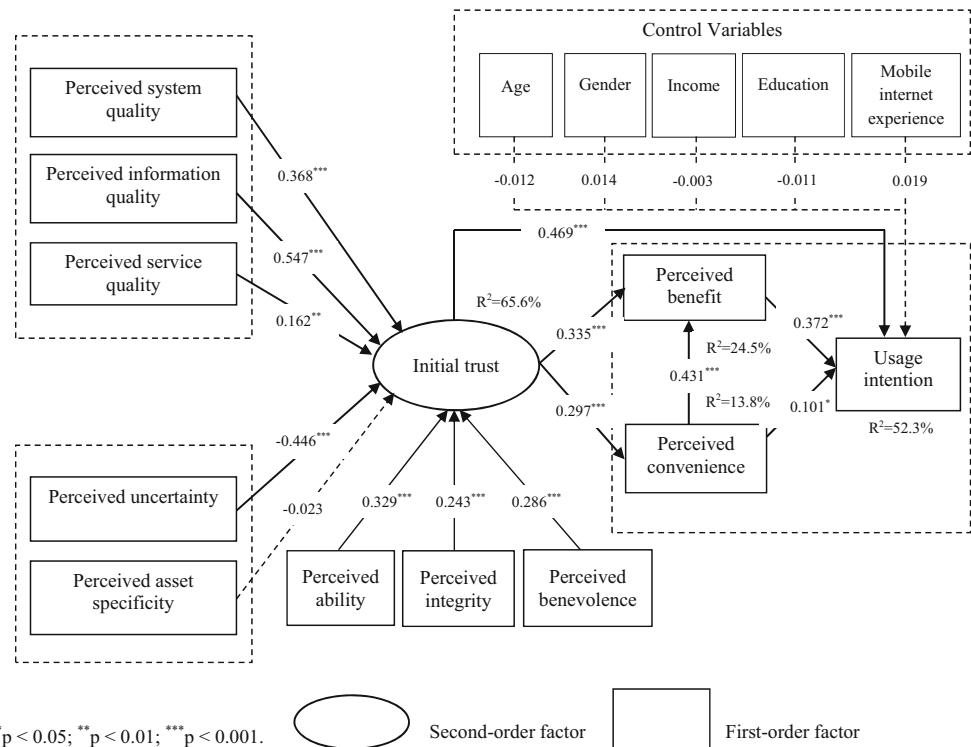 Control Variables
Perceived system
quality
Perceived information
quality
Perceived service
quality
Age
Gender
Income
Education
Mobile
internet
experience
-0.012
0.014
-0.003
-0.011
0.019
0.368***
0.547***
0.162**
0.469***
R²=65.6%
Initial trust
0.335***
0.297***
Perceived
benefit
R²=24.5%
0.431***
R²=13.8%
Perceived
convenience
0.372***
0.101*
Usage
intention
R²=52.3%
Perceived uncertainty
Perceived asset
specificity
-0.446***
-0.023
0.329***
0.243***
0.286***
Perceived
ability
Perceived
integrity
Perceived
benevolence
*p < 0.05; **p < 0.01; ***p < 0.001.
Second-order factor
First-order factor